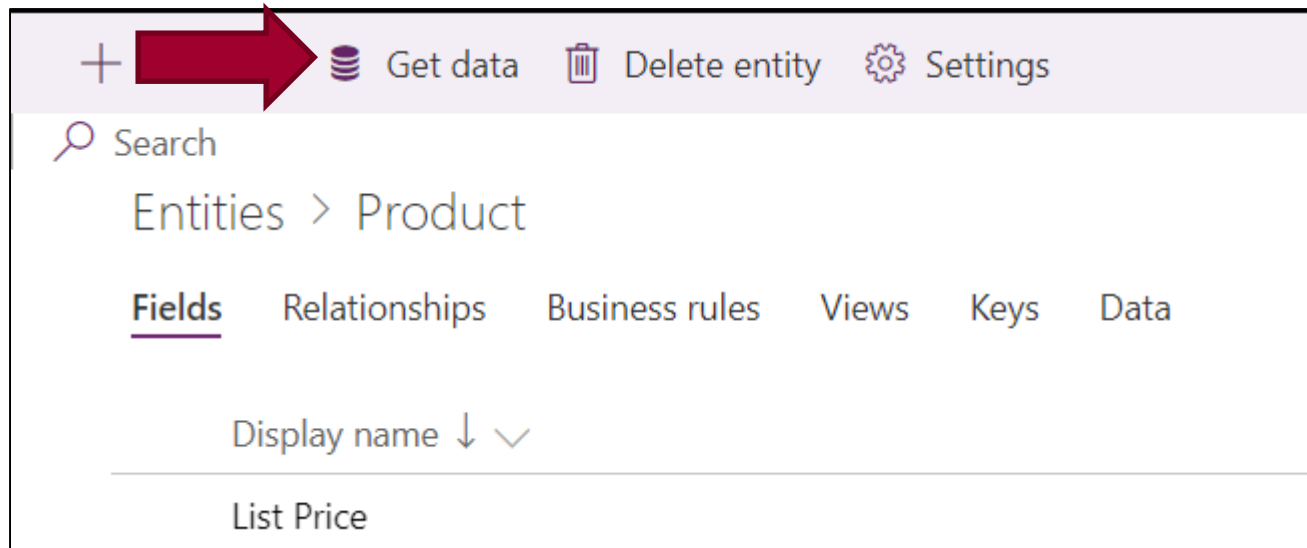 Get data Delete entity Settings
Search
Entities > Product
Fields Relationships Business rules Views Keys Data
Display name ↓
List Price